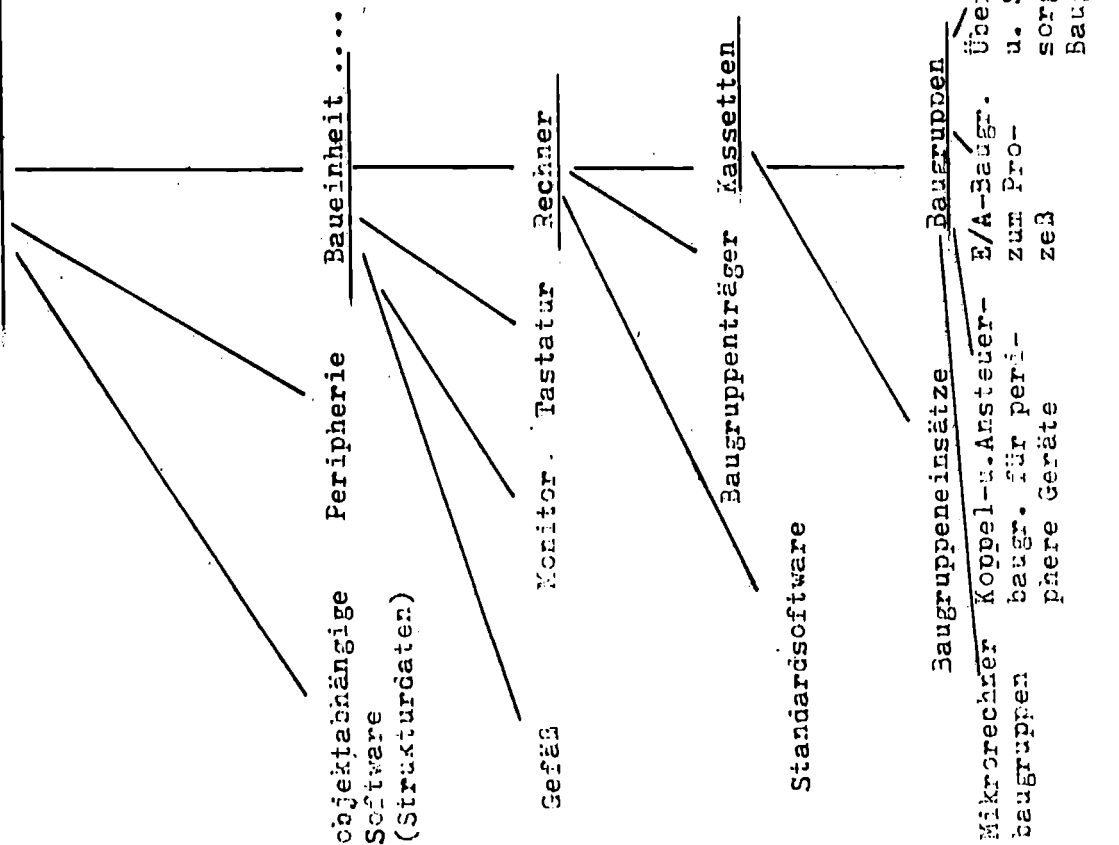 objektabhängige
Software
(Strukturdaten)
Peripherie
Baueinheit ....
Gefäß
Monitor
Tastatur
Rechner
Standardsoftware
Baugruppenträger
Kassetten
Baugruppeneinsätze
Baugruppen
Mikrorechner
baugruppen
Koppel-u.Ansteuer-
baugr. für peri-
phere Geräte
E/A-Baugr.
zum Pro-
zeß
u.